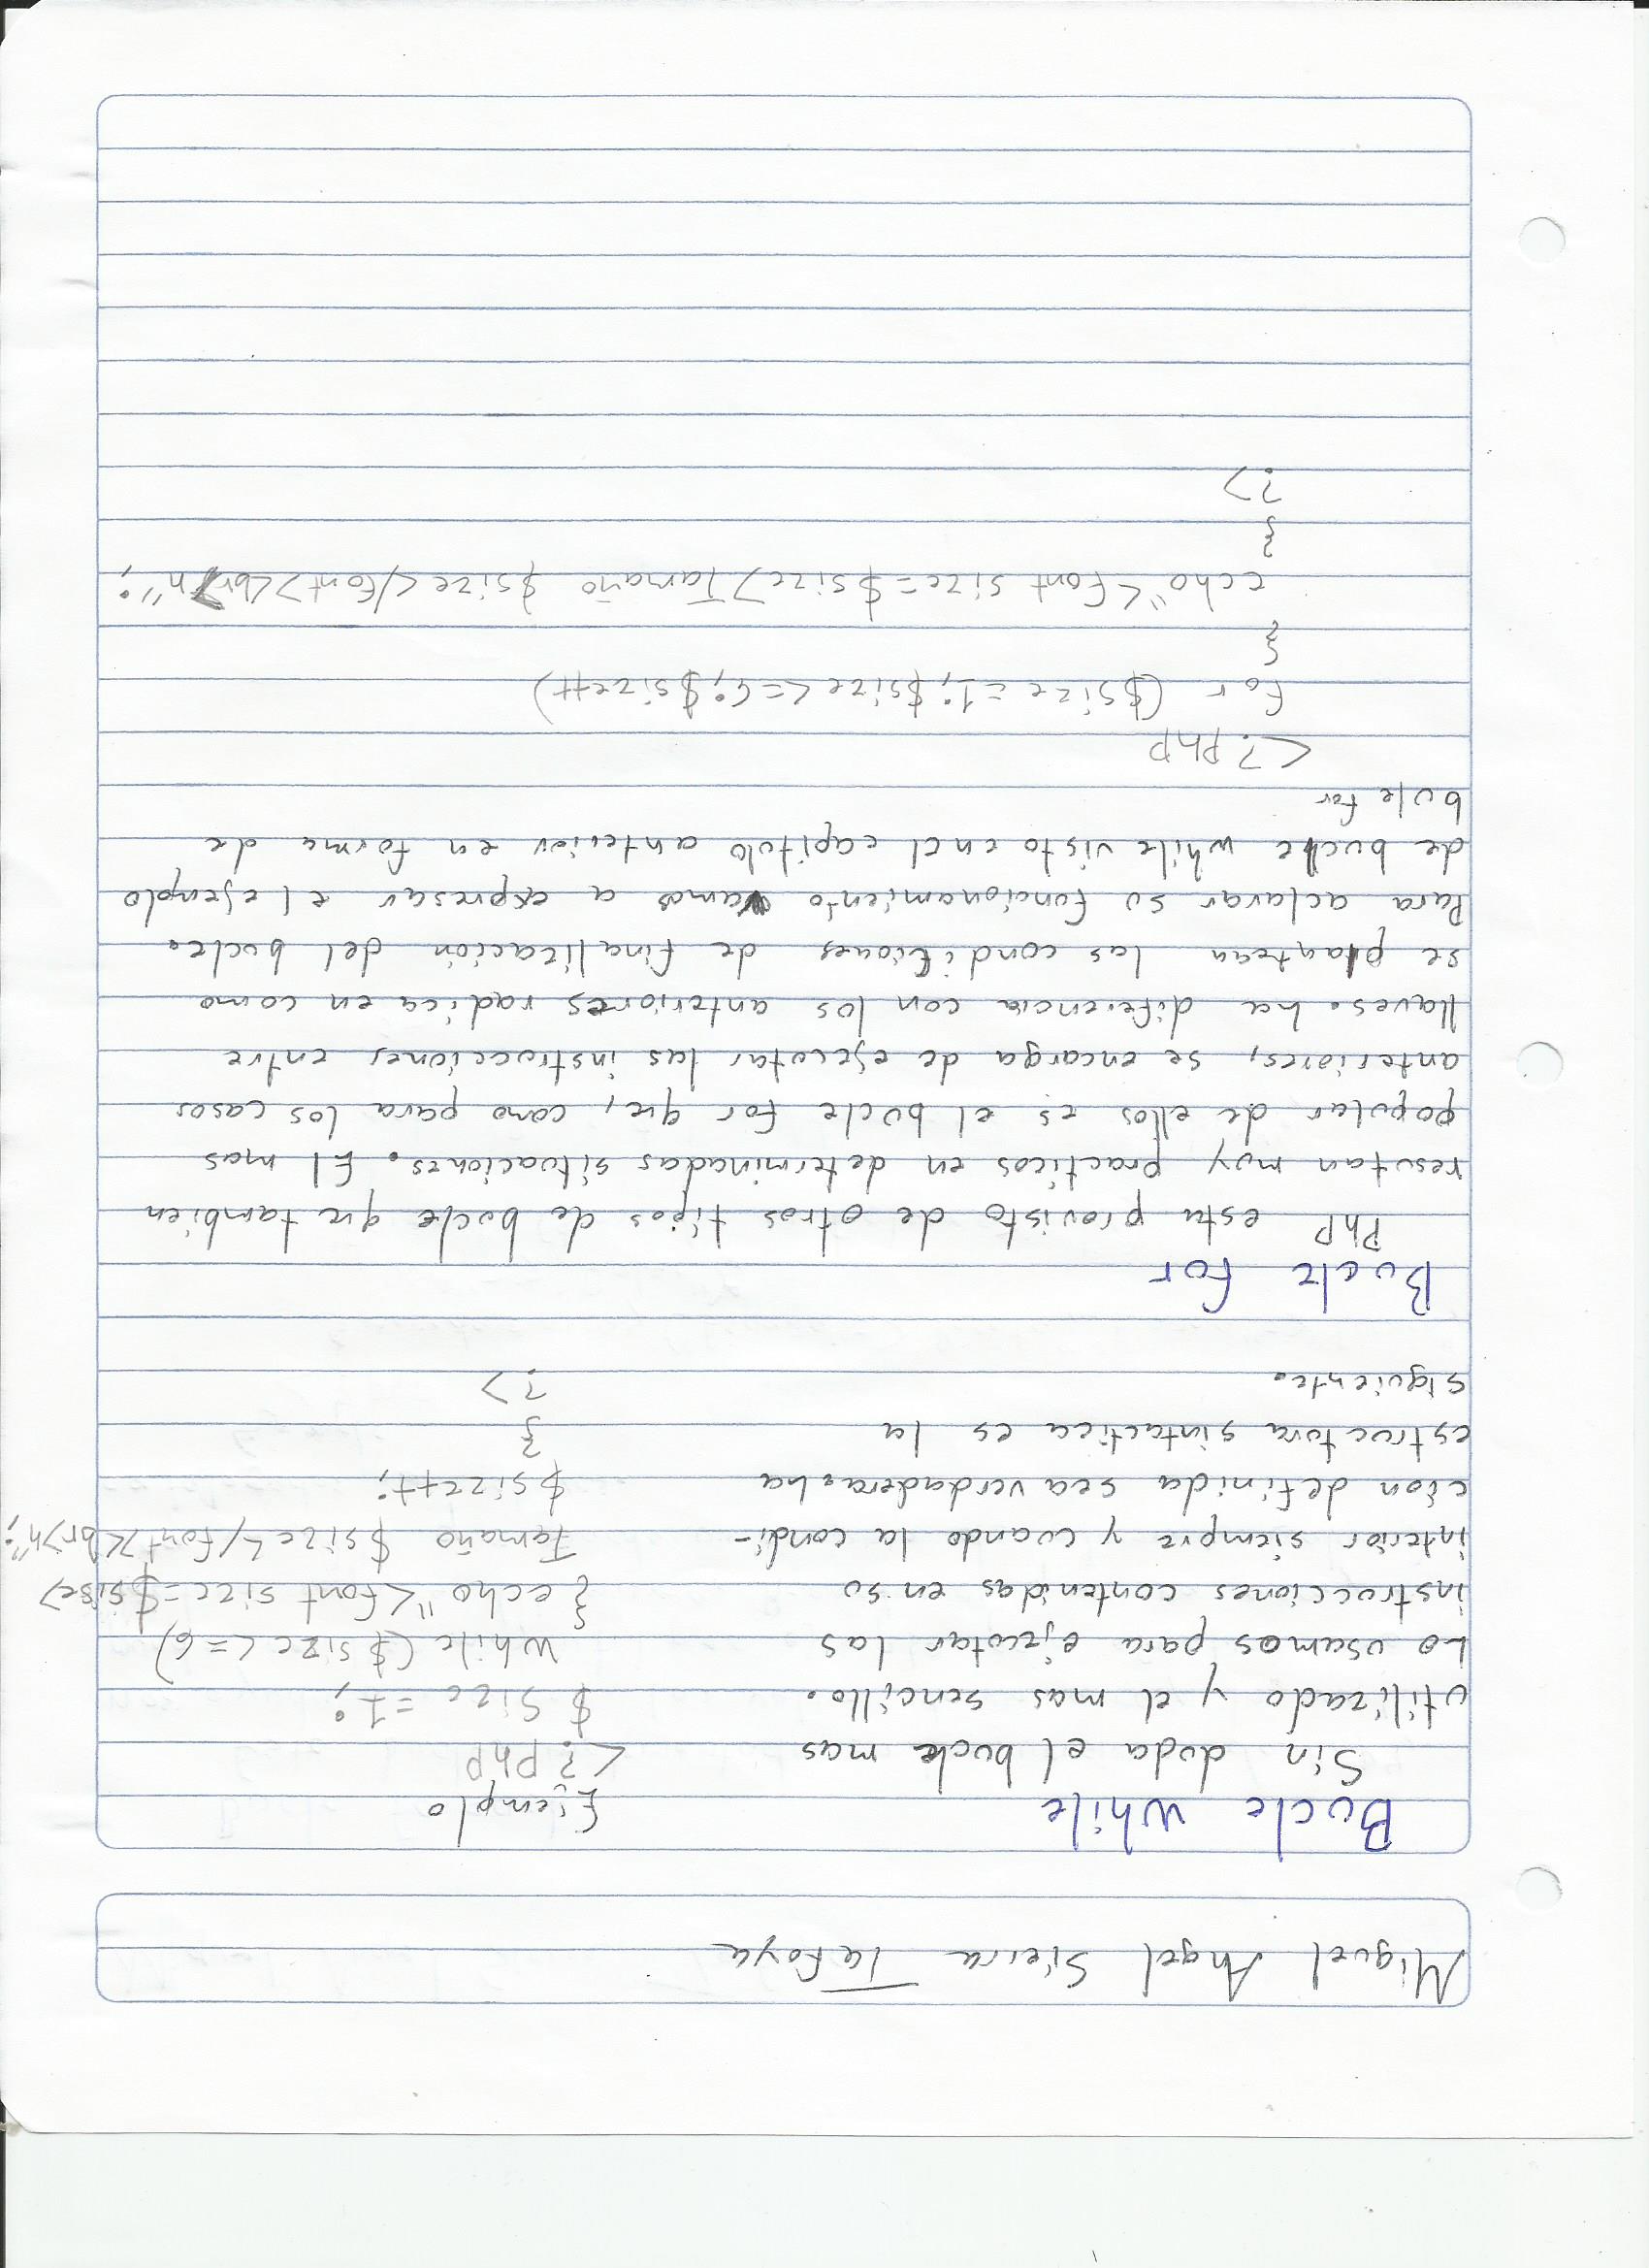 Miguel Angel Sierra Tafoya
Bucle While
Sin duda el bucle mas
utilizado y el mas sencillo.
Lo usamos para ejecutar las
instrucciones contenidas en su
interior siempre y cuando la condi-
cion definida sea verdadera. La
estructura sintactica es la
siguiente.
Ejemplo
<?php
$ size = 1;
While ($ size <= 6)
{ echo "<font size = $size>
Tamaño $size </font><br>n";
$size++;
}
?>
Bucle For
PhP esta provisto de otros tipos de bucle que tambien
resutan muy practicos en determinadas situaciones. El mas
popular de ellos es el bucle for que, como para los casos
anteriores, se encarga de ejecutar las instrucciones entre
llaves. La diferencia con los anteriores radica en como
se plantean las condiciones de finalizacion del bucle.
Para aclarar su funcionamiento vamos a expresar el ejemplo
de bucle while visto en el capitulo anterior en forma de
bule for
<?php
For ($size = 1; $size <= 6; $size++)
{
echo "<font size = $size> Tamaño $size </font><br>n";
}
?>